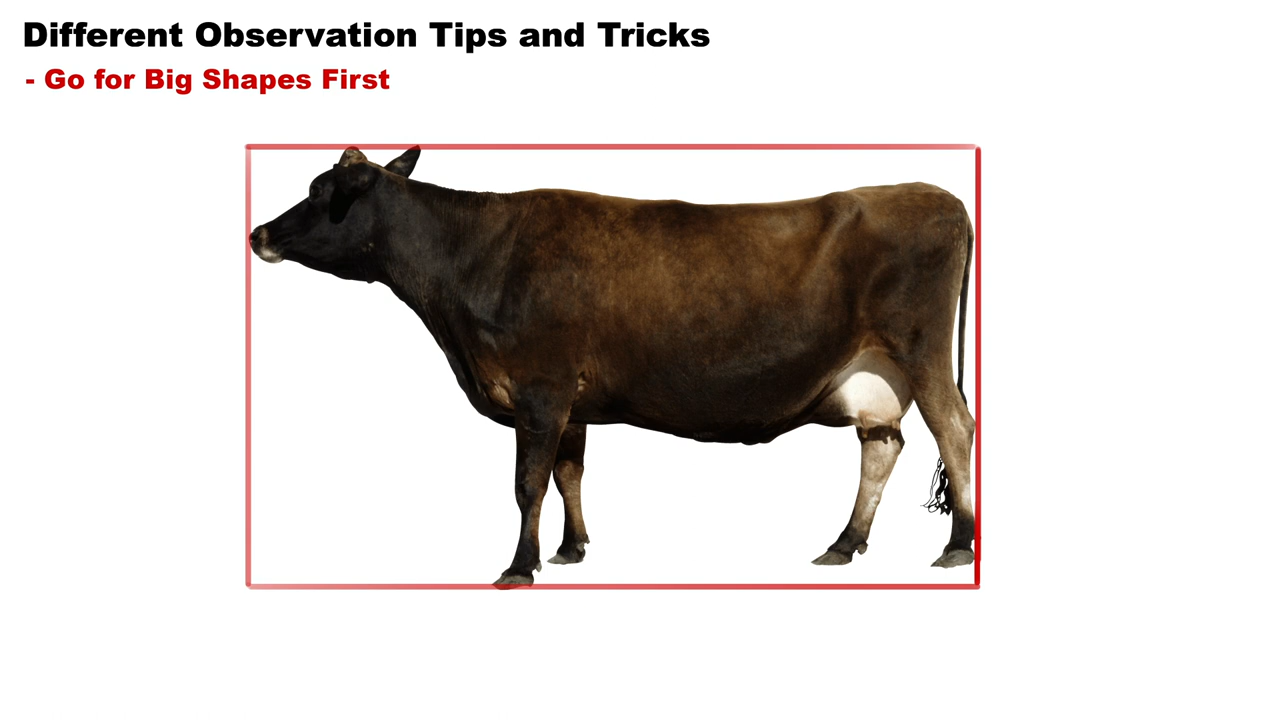 Different Observation Tips and Tricks
- Go for Big Shapes First